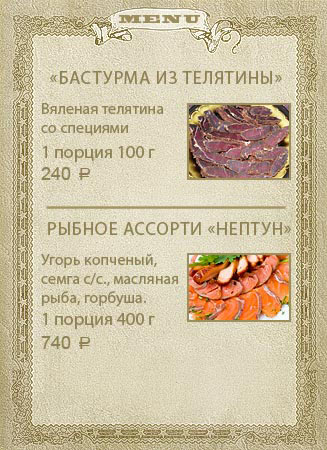 MENU
«БАСТУРМА ИЗ ТЕЛЯТИНЫ»
Вяленая телятина
со специями
1 порция 100 г
240 ₽
РЫБНОЕ АССОРТИ «НЕПТУН»
Угорь копченый,
семга с/с., масляная
рыба, горбуша.
1 порция 400 г
740 ₽